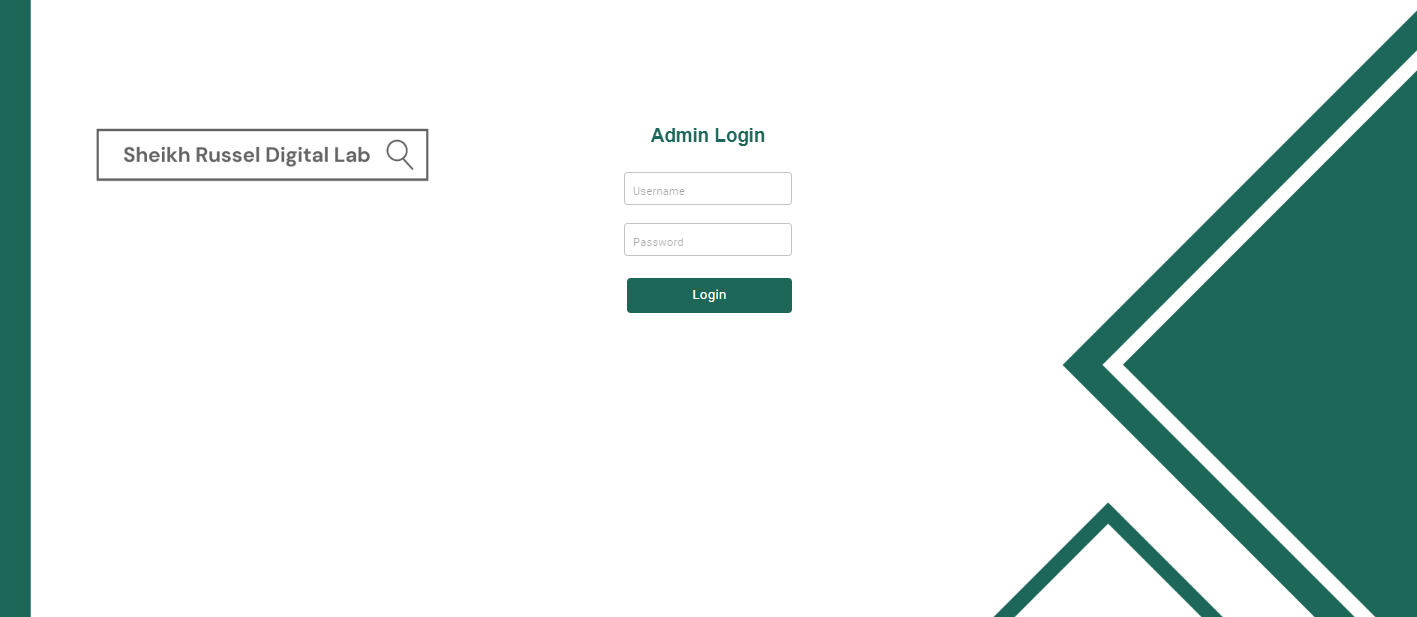 Sheikh Russel Digital Lab
Admin Login
Username
Password
Login